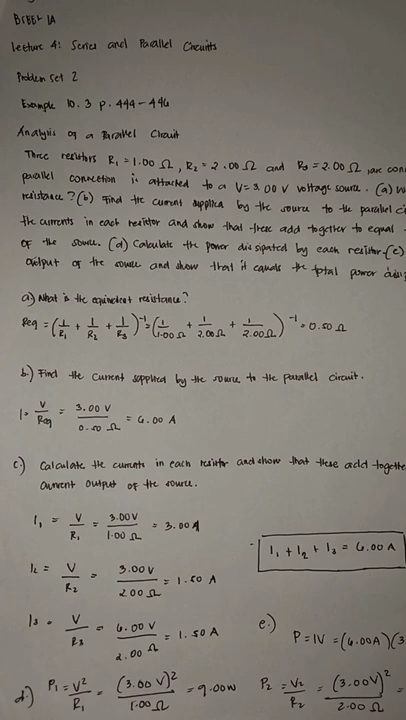 BSEET 1A
Lecture 4: Series and Parallel Circuits
Problem Set 2
Example 10.3 p. 444-446
Analysis of a Parallel Circuit
Three resistors R₁ = 1.00 Ω, R₂ = 2.00 Ω and R₃ = 2.00 Ω, are con
parallel connection is attached to a V = 3.00 V voltage source. (a) W
resistance? (b) Find the current supplied by the source to the parallel ci
the currents in each resistor and show that these add together to equal
of the source. (d) Calculate the power dissipated by each resistor. (e)
output of the source and show that it equals the total power
a.) What is the equivalent resistance?
Req = (1/R₁ + 1/R₂ + 1/R₃)⁻¹ = (1/1.00 Ω + 1/2.00 Ω + 1/2.00 Ω)⁻¹ = 0.50 Ω
b.) Find the current supplied by the source to the parallel circuit.
I = V/Req = 3.00 V/0.50 Ω = 6.00 A
c.) Calculate the currents in each resistor and show that these add togethe
current output of the source.
I₁ = V/R₁ = 3.00V/1.00 Ω = 3.00 A
I₁ + I₂ + I₃ = 6.00 A
I₂ = V/R₂ = 3.00 V/2.00 Ω = 1.50 A
I₃ = V/R₃ = 6.00 V/2.00 Ω = 1.50 A
e.) P = IV = (6.00A)(3
d.) P₁ = V²/R₁ = (3.00 V)²/1.00 Ω = 9.00W P₂ = V²/R₂ = (3.00V)²/2.00 Ω =